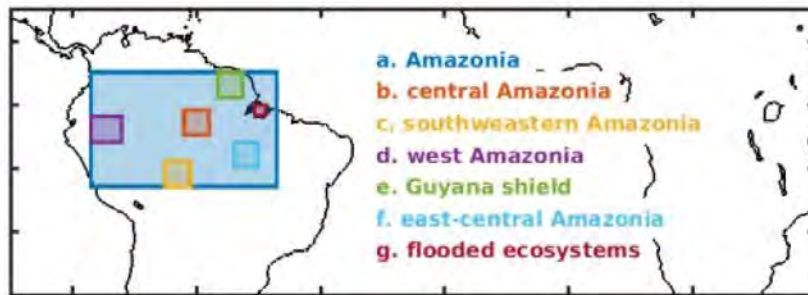 a. Amazonia
b. central Amazonia
c. southweastern Amazonia
d. west Amazonia
e. Guyana shield
f. east-central Amazonia
g. flooded ecosystems